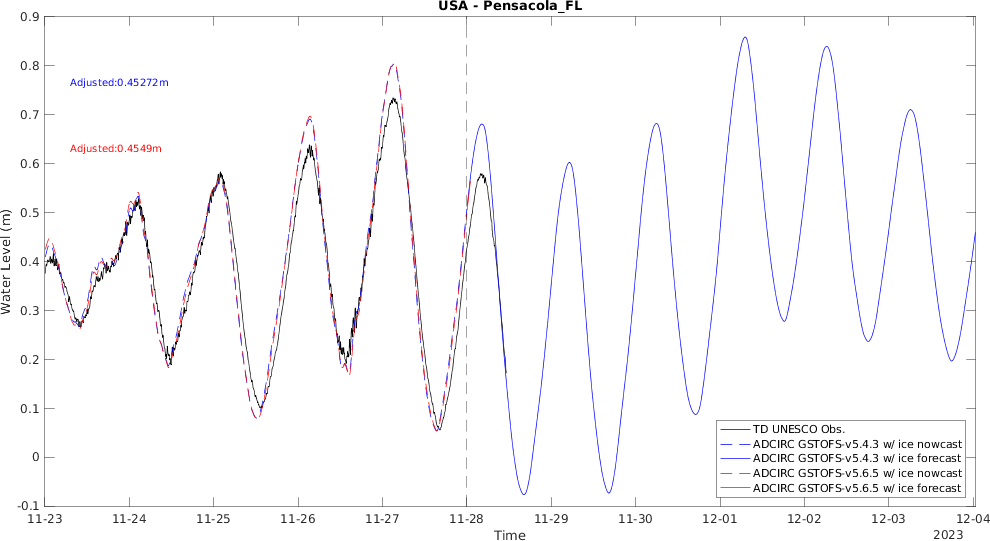 USA - Pensacola_FL
0.9
0.8
0.7
0.6
0.5
0.4
0.3
0.2
0.1
0
-0.1
Water Level (m)
Adjusted:0.45272m
Adjusted:0.4549m
TD UNESCO Obs.
ADCIRC GSTOFS-v5.4.3 w/ ice nowcast
ADCIRC GSTOFS-v5.4.3 w/ ice forecast
ADCIRC GSTOFS-v5.6.5 w/ ice nowcast
ADCIRC GSTOFS-v5.6.5 w/ ice forecast
11-23 11-24 11-25 11-26 11-27 11-28 11-29 11-30 12-01 12-02 12-03 12-04
Time
2023